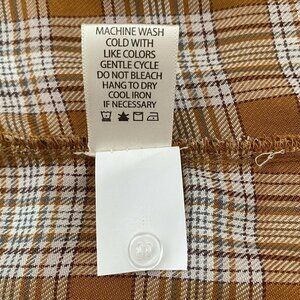 MACHINE WASH
COLD WITH
LIKE COLORS
GENTLE CYCLE
DO NOT BLEACH
HANG TO DRY
COOL IRON
IF NECESSARY